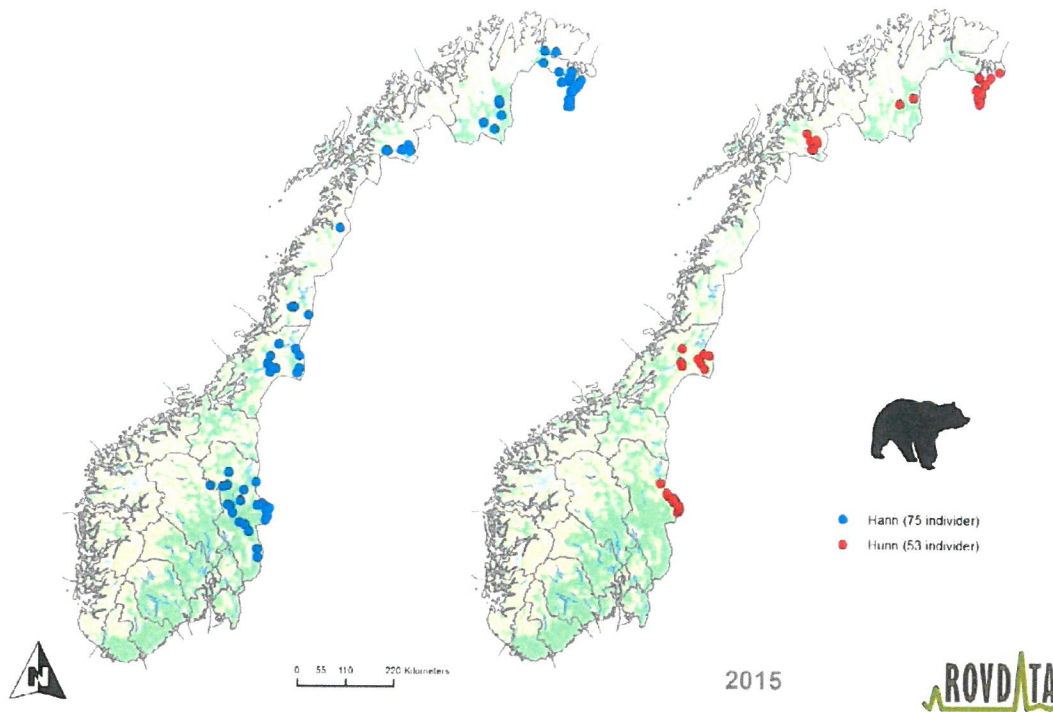 Hann (75 individer)
Hunn (53 individer)
N
0 55 110 220 Kilometers
2015
ROVDATA